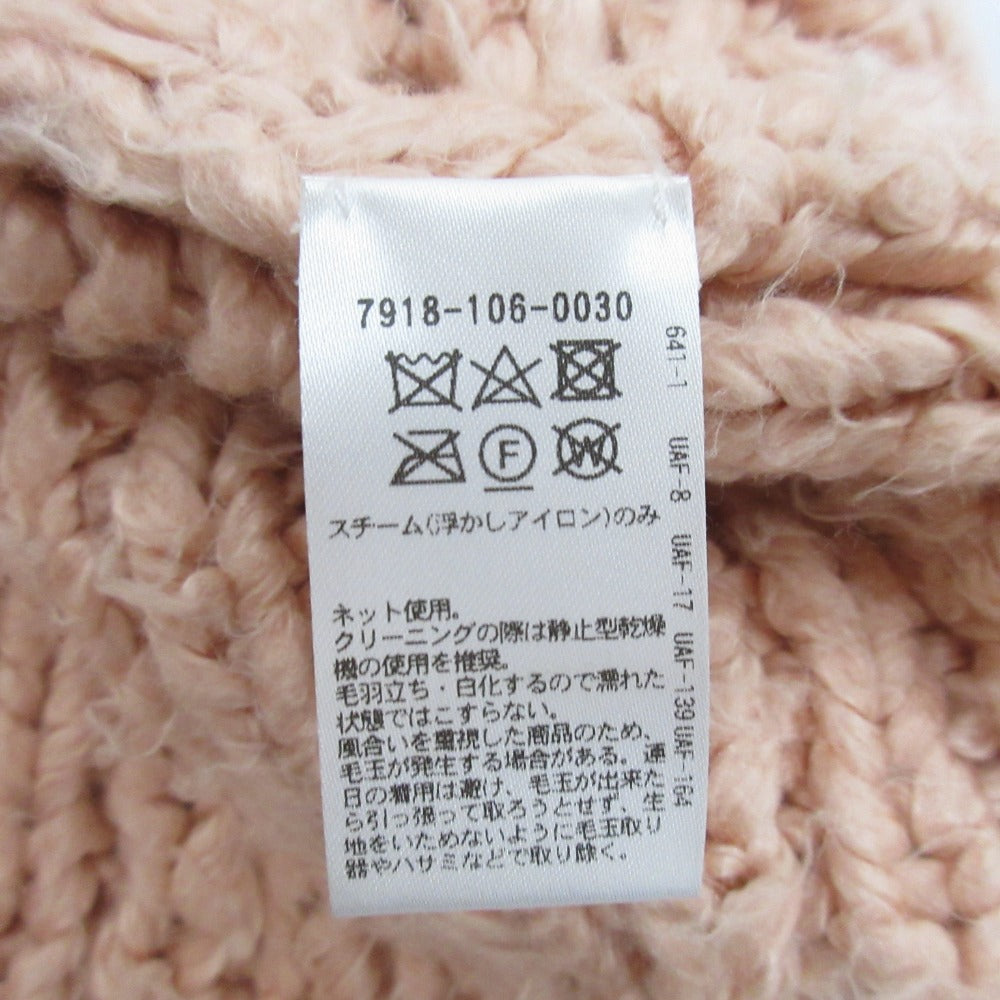 7918-106-0030
F
W
スチーム(浮かしアイロン)のみ
ネット使用。
クリーニングの際は静止型乾燥
機の使用を推奨。
毛羽立ち・白化するので濡れた
状態ではこすらない。
風合いを重視した商品のため、
毛玉が発生する場合がある。連
日の着用は避け、毛玉が出来た
ら引っ張って取ろうとせず、生
地をいためないように毛玉取り
器やハサミなどで取り除く。
641-1 UAF-8 UAF-17 UAF-139UAF-164